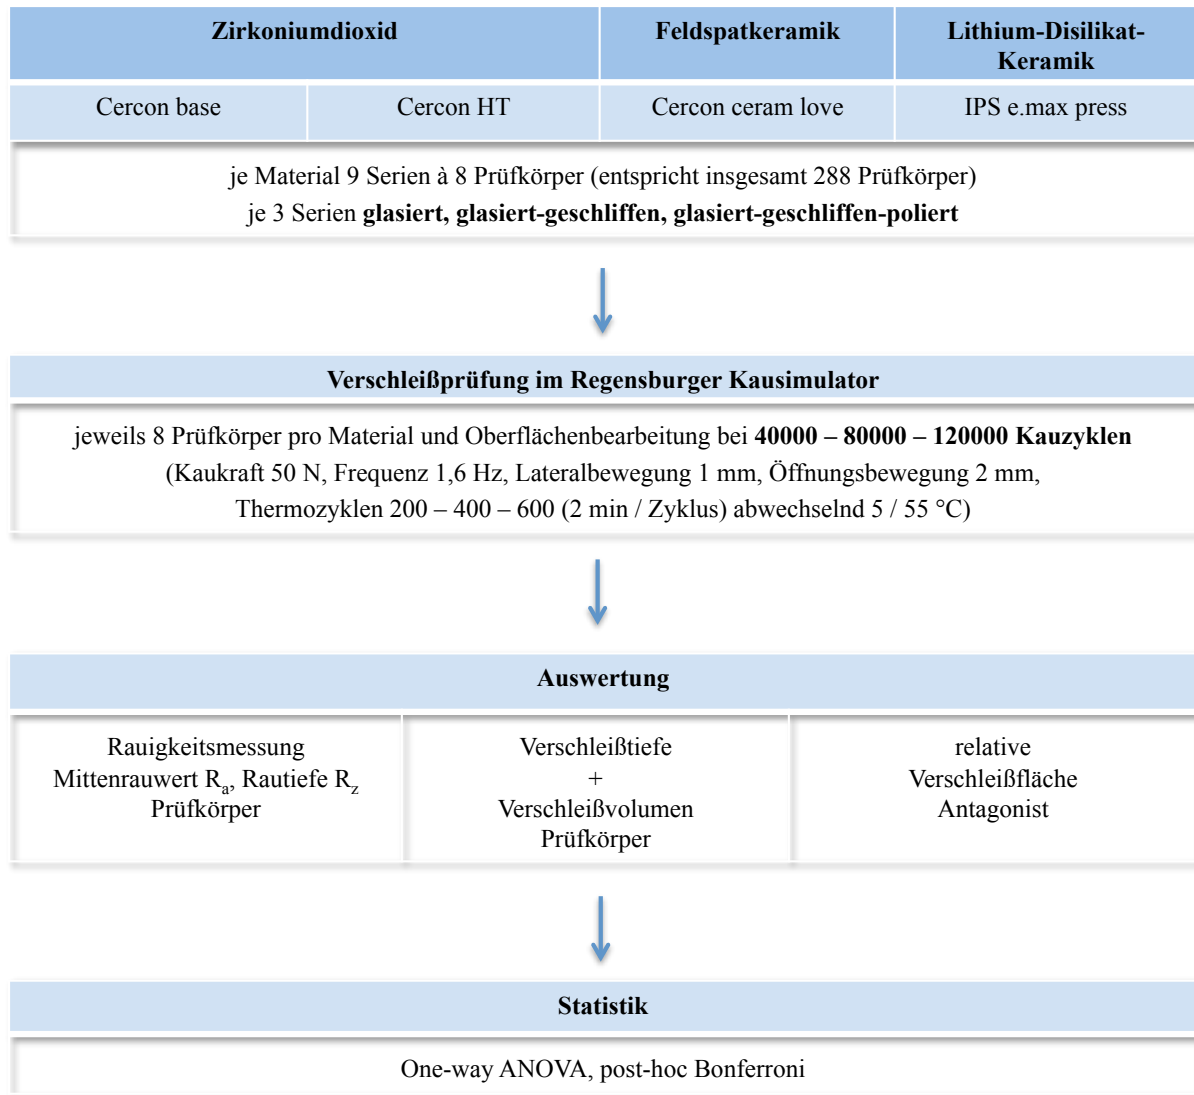 Zirkoniumdioxid
Feldspatkeramik
Lithium-Disilikat-
Keramik
Cercon base
Cercon HT
Cercon ceram love
IPS e.max press
je Material 9 Serien à 8 Prüfkörper (entspricht insgesamt 288 Prüfkörper)
je 3 Serien glasiert, glasiert-geschliffen, glasiert-geschliffen-poliert
Verschleißprüfung im Regensburger Kausimulator
jeweils 8 Prüfkörper pro Material und Oberflächenbearbeitung bei 40000 – 80000 – 120000 Kauzyklen
(Kaukraft 50 N, Frequenz 1,6 Hz, Lateralbewegung 1 mm, Öffnungsbewegung 2 mm,
Thermozyklen 200 – 400 – 600 (2 min / Zyklus) abwechselnd 5 / 55 °C)
Auswertung
Rauigkeitsmessung
Mittenrauwert Ra, Rautiefe Rz
Prüfkörper
Verschleißtiefe
+
Verschleißvolumen
Prüfkörper
relative
Verschleißfläche
Antagonist
Statistik
One-way ANOVA, post-hoc Bonferroni